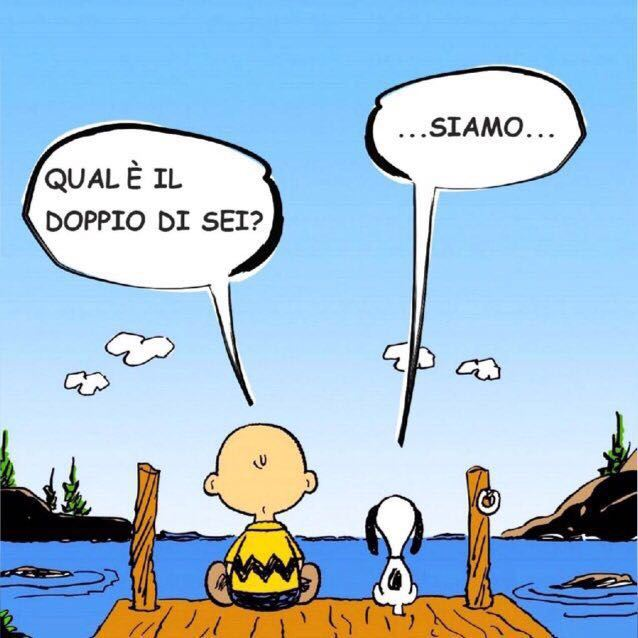 QUAL È IL
DOPPIO DI SEI?
...SIAMO...